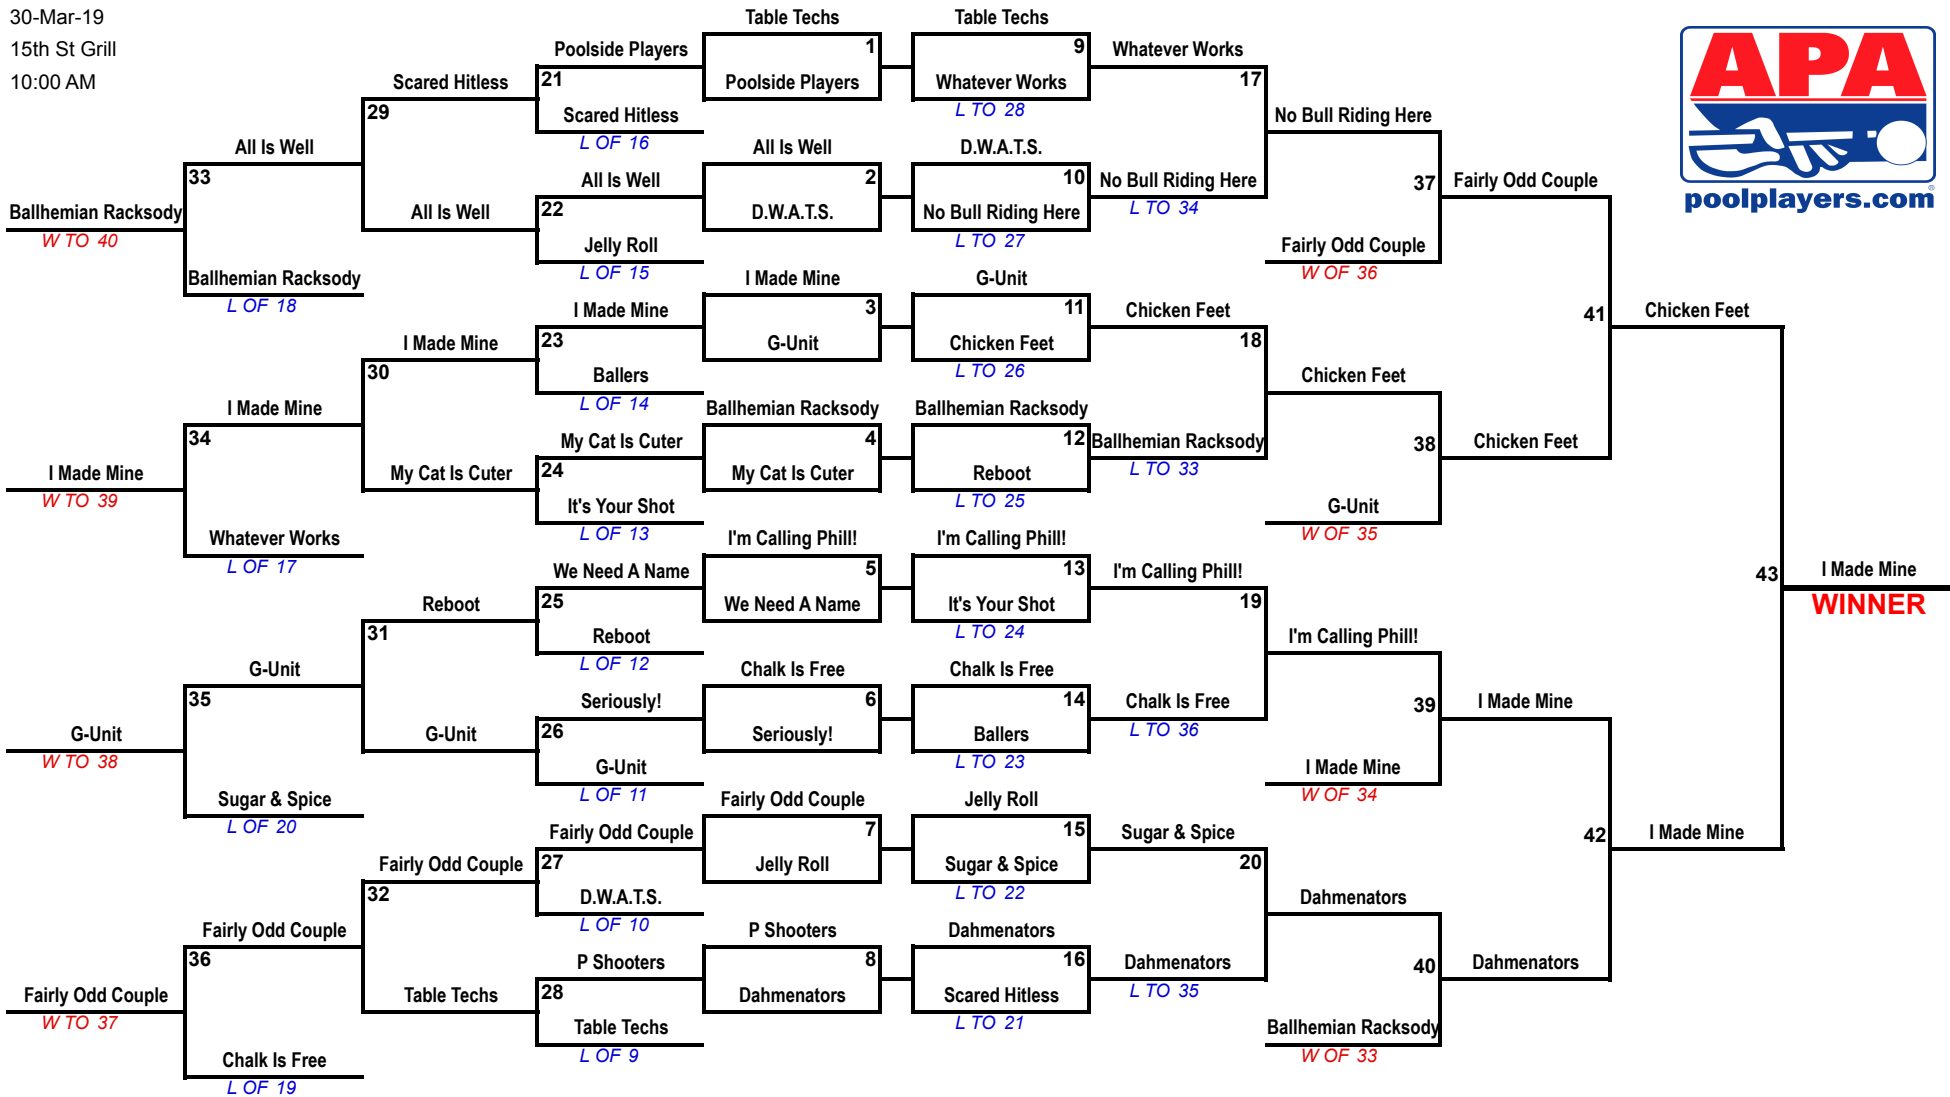 30-Mar-19
15th St Grill
10:00 AM
Table Techs
Table Techs
Poolside Players
1
9
Whatever Works
Scared Hitless
21
Poolside Players
Whatever Works
17
29
Scared Hitless
L TO 28
No Bull Riding Here
All Is Well
L OF 16
All Is Well
D.W.A.T.S.
33
All Is Well
2
10
No Bull Riding Here
37
Fairly Odd Couple
Ballhemian Racksody
All Is Well
22
D.W.A.T.S.
No Bull Riding Here
L TO 34
W TO 40
Jelly Roll
L TO 27
Fairly Odd Couple
Ballhemian Racksody
L OF 15
I Made Mine
G-Unit
W OF 36
L OF 18
I Made Mine
3
11
Chicken Feet
41
Chicken Feet
I Made Mine
23
G-Unit
Chicken Feet
18
30
Ballers
L TO 26
Chicken Feet
I Made Mine
L OF 14
Ballhemian Racksody
Ballhemian Racksody
34
My Cat Is Cuter
4
12
Ballhemian Racksody
38
Chicken Feet
I Made Mine
My Cat Is Cuter
24
My Cat Is Cuter
Reboot
L TO 33
W TO 39
It's Your Shot
L TO 25
G-Unit
Whatever Works
L OF 13
I'm Calling Phill!
I'm Calling Phill!
W OF 35
L OF 17
We Need A Name
5
13
I'm Calling Phill!
43
I Made Mine
Reboot
25
We Need A Name
It's Your Shot
19
WINNER
31
Reboot
L TO 24
I'm Calling Phill!
G-Unit
L OF 12
Chalk Is Free
Chalk Is Free
35
Seriously!
6
14
Chalk Is Free
39
I Made Mine
G-Unit
G-Unit
26
Seriously!
Ballers
L TO 36
W TO 38
G-Unit
L TO 23
I Made Mine
Sugar & Spice
L OF 11
Fairly Odd Couple
Jelly Roll
W OF 34
L OF 20
Fairly Odd Couple
7
15
Sugar & Spice
42
I Made Mine
Fairly Odd Couple
27
Jelly Roll
Sugar & Spice
20
32
D.W.A.T.S.
L TO 22
Dahmenators
Fairly Odd Couple
L OF 10
P Shooters
Dahmenators
36
P Shooters
8
16
Dahmenators
40
Dahmenators
Fairly Odd Couple
Table Techs
28
Dahmenators
Scared Hitless
L TO 35
W TO 37
Table Techs
L TO 21
Ballhemian Racksody
Chalk Is Free
L OF 9
W OF 33
L OF 19
APA
poolplayers.com®